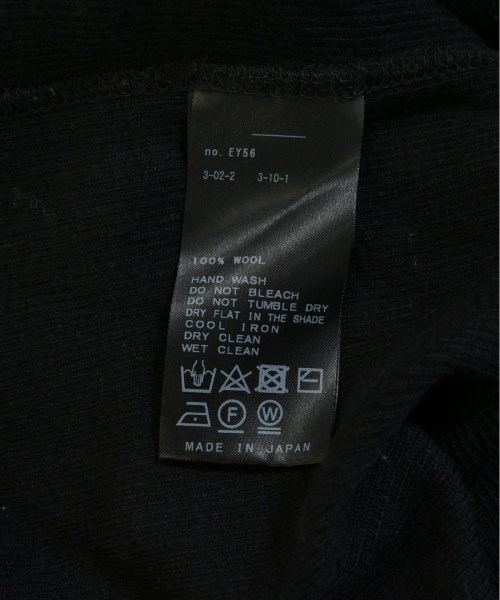 no. EY56
3-02-2 3-10-1
100% WOOL
HAND WASH
DO NOT BLEACH
DO NOT TUMBLE DRY
DRY FLAT IN THE SHADE
COOL IRON
DRY CLEAN
WET CLEAN
F W
MADE IN JAPAN